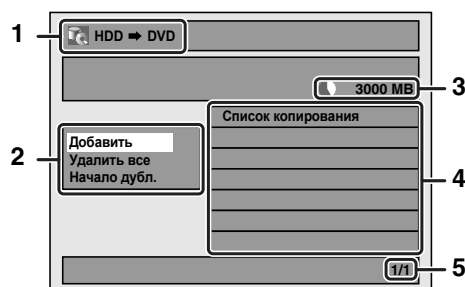 1
HDD ➡ DVD
3
3000 MB
Список копирования
2
Добавить
Удалить все
Начало дубл.
4
1/1
5